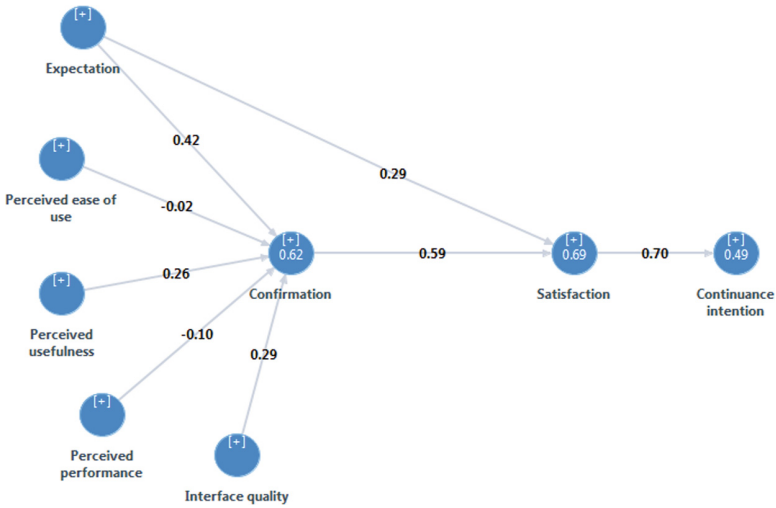 [+]
Expectation
0.42
0.29
[+]
Perceived ease of
use
-0.02
[+]
0.62
Confirmation
0.59
[+]
0.69
Satisfaction
0.70
[+]
0.49
Continuance
intention
[+]
Perceived
usefulness
0.26
-0.10
0.29
[+]
Perceived
performance
[+]
Interface quality